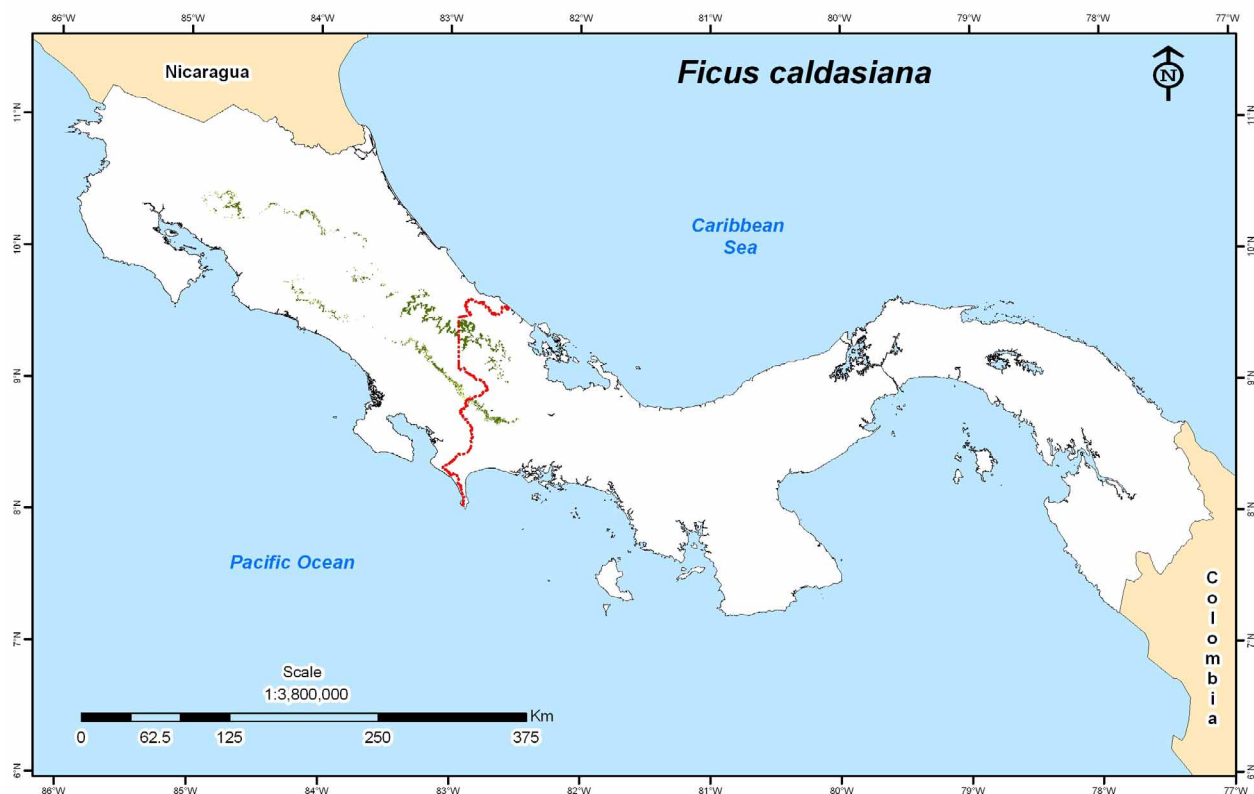 86°W 85°W 84°W 83°W 82°W 81°W 80°W 79°W 78°W 77°W
Nicaragua
Ficus caldasiana
N
11°N
11°N
Caribbean
Sea
10°N
10°N
9°N
9°N
8°N
8°N
Pacific Ocean
Colombia
7°N
7°N
Scale
1:3,800,000
Km
0 62.5 125 250 375
6°N
6°N
86°W 85°W 84°W 83°W 82°W 81°W 80°W 79°W 78°W 77°W